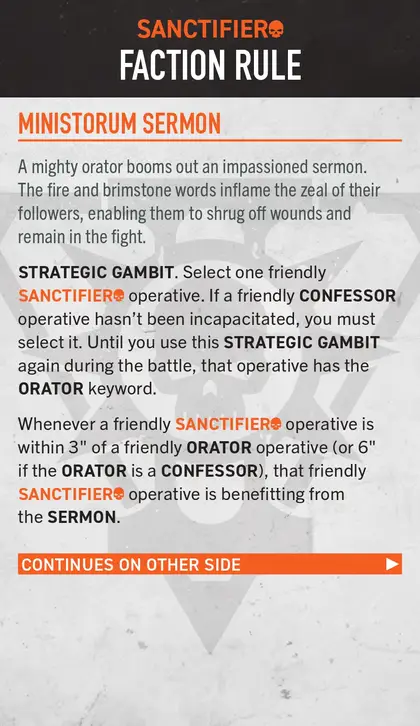 SANCTIFIER
FACTION RULE
MINISTORUM SERMON
A mighty orator booms out an impassioned sermon.
The fire and brimstone words inflame the zeal of their
followers, enabling them to shrug off wounds and
remain in the fight.
STRATEGIC GAMBIT. Select one friendly
SANCTIFIER operative. If a friendly CONFESSOR
operative hasn't been incapacitated, you must
select it. Until you use this STRATEGIC GAMBIT
again during the battle, that operative has the
ORATOR keyword.
Whenever a friendly SANCTIFIER operative is
within 3" of a friendly ORATOR operative (or 6"
if the ORATOR is a CONFESSOR), that friendly
SANCTIFIER operative is benefitting from
the SERMON.
CONTINUES ON OTHER SIDE